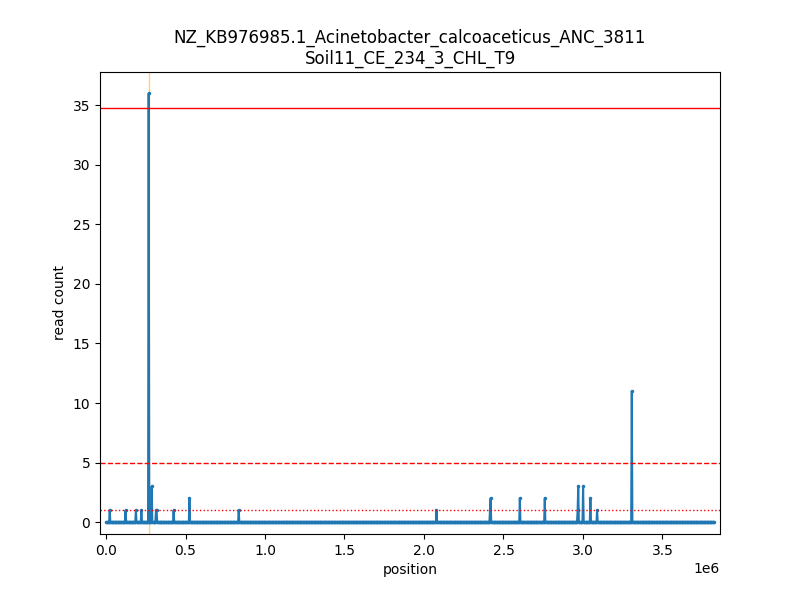 NZ_KB976985.1_Acinetobacter_calcoaceticus_ANC_3811
Soil11_CE_234_3_CHL_T9
read count
35
30
25
20
15
10
5
0
0.0 0.5 1.0 1.5 2.0 2.5 3.0 3.5
1e6
position